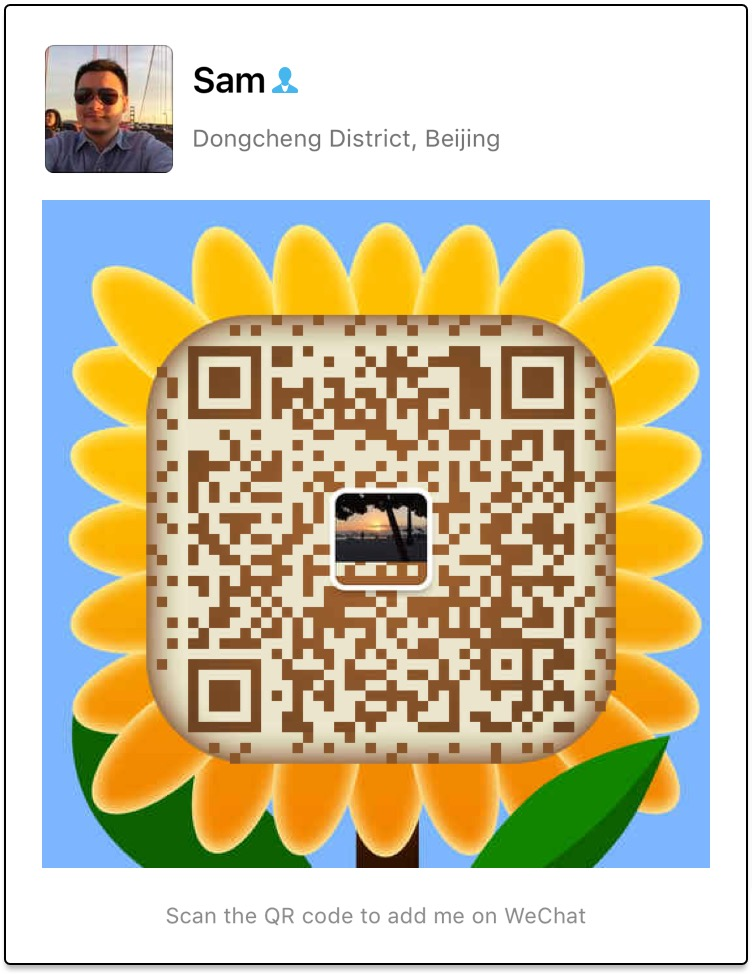 Sam
Dongcheng District, Beijing
Scan the QR code to add me on WeChat